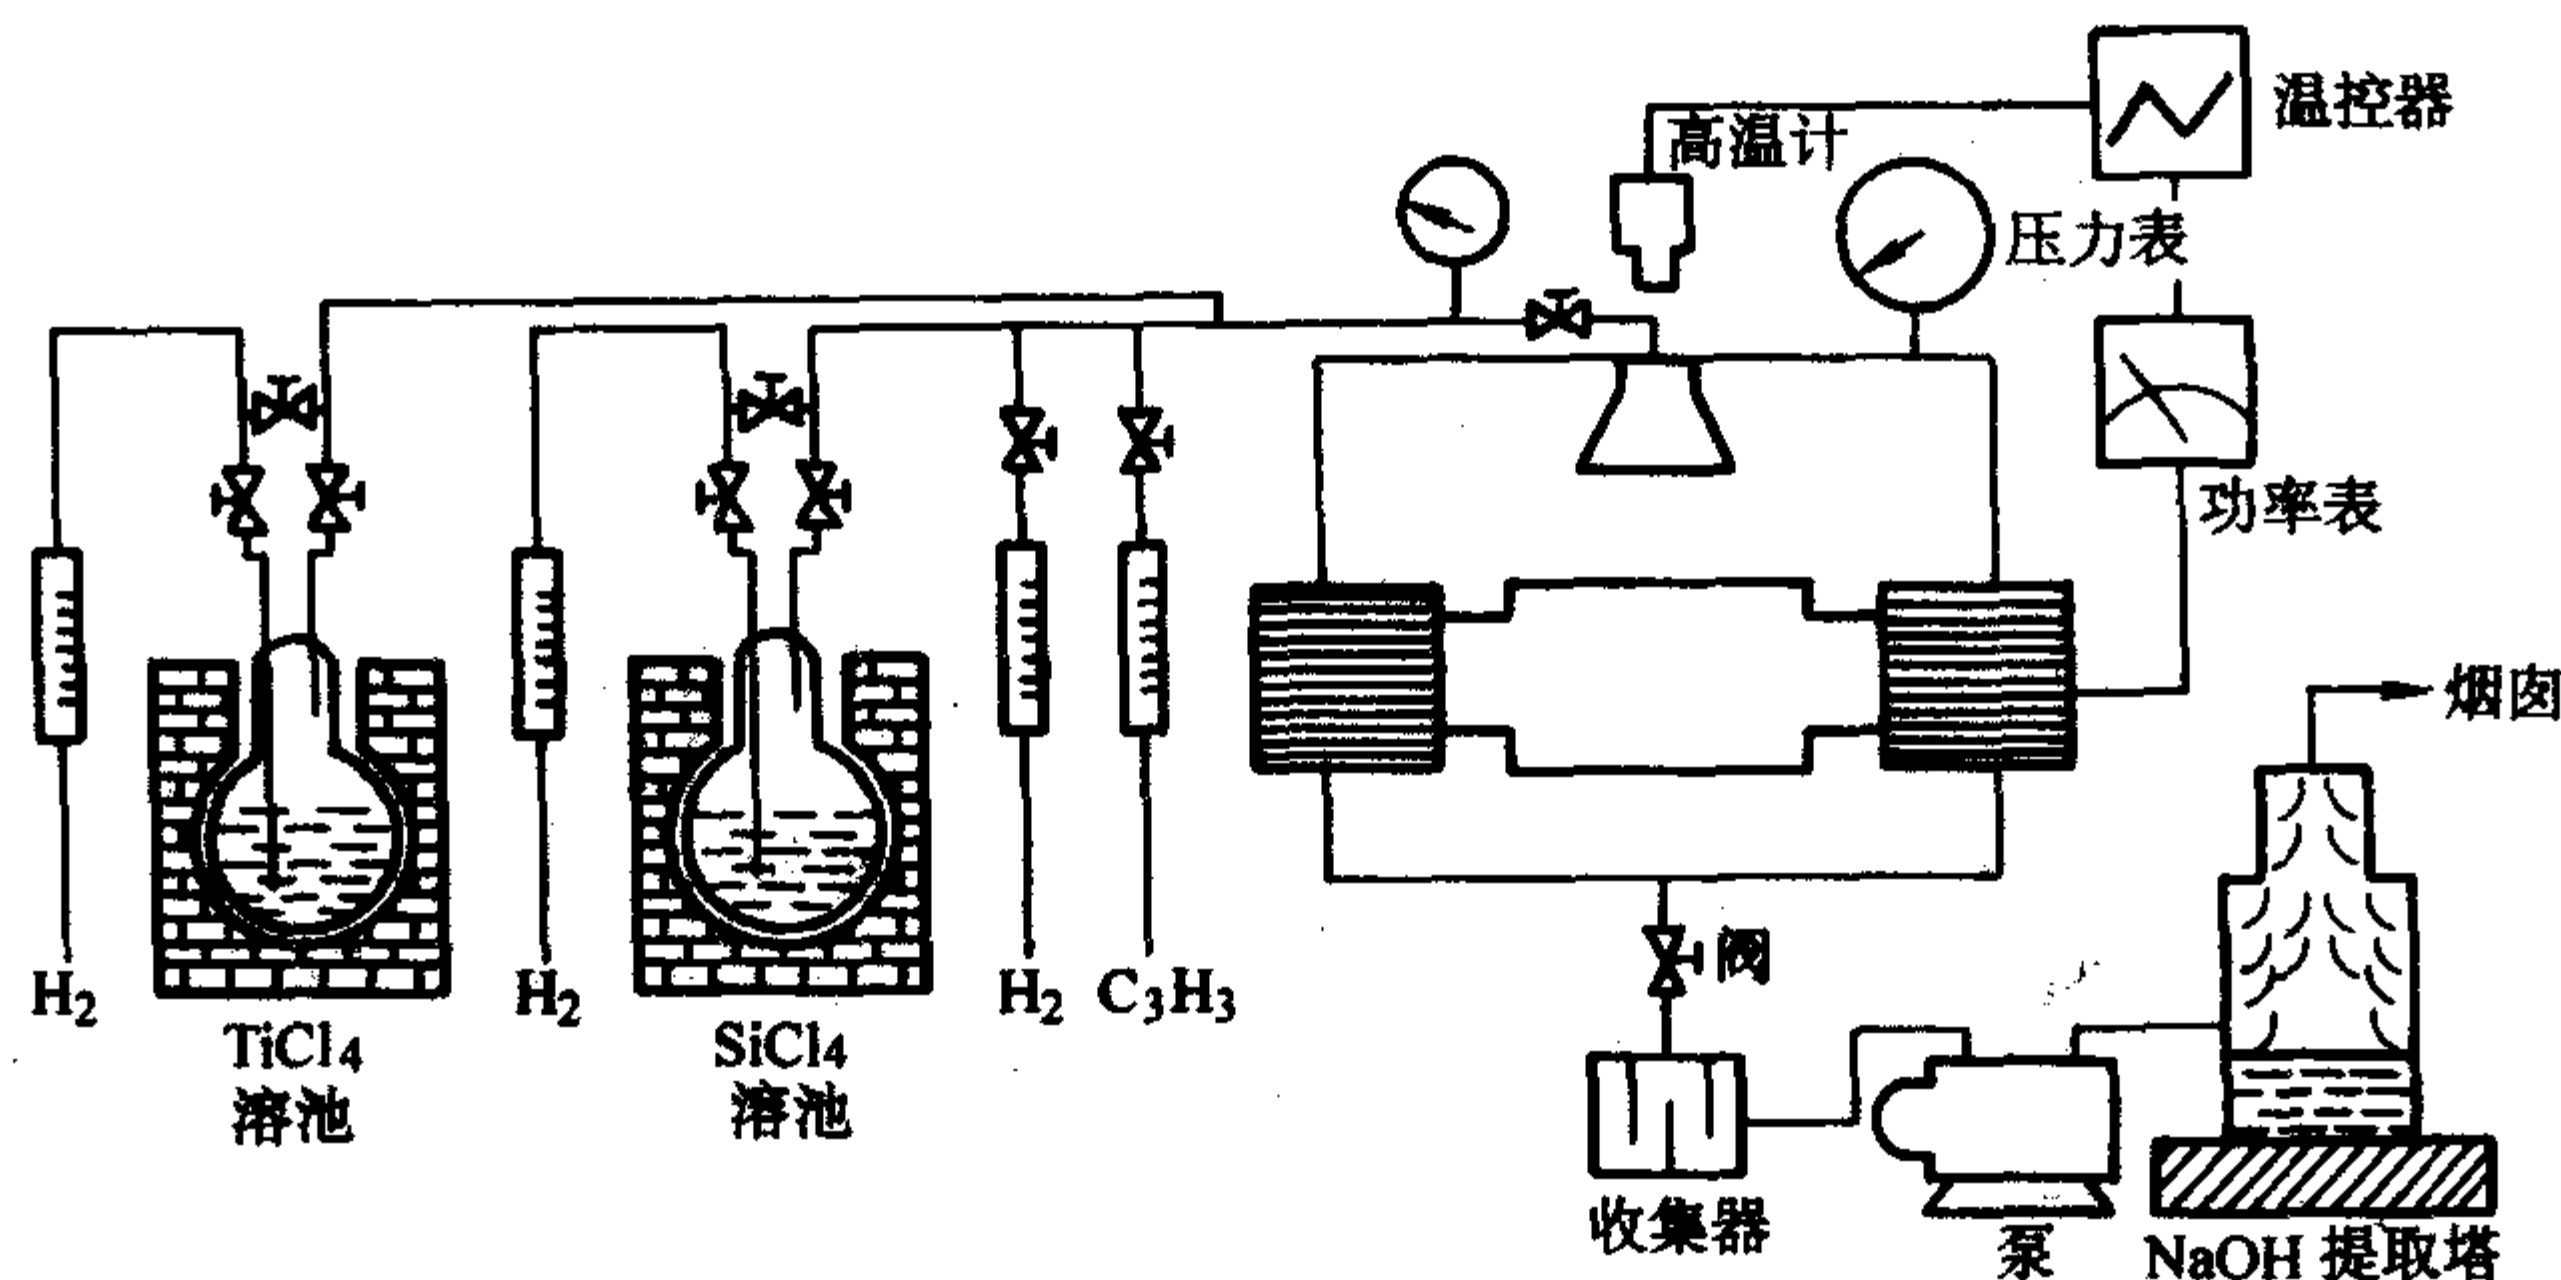 温控器
高温计
压力表
功率表
烟囱
H2
TiCl4
溶池
H2
SiCl4
溶池
H2
C3H3
阀
收集器
泵
NaOH 提取塔